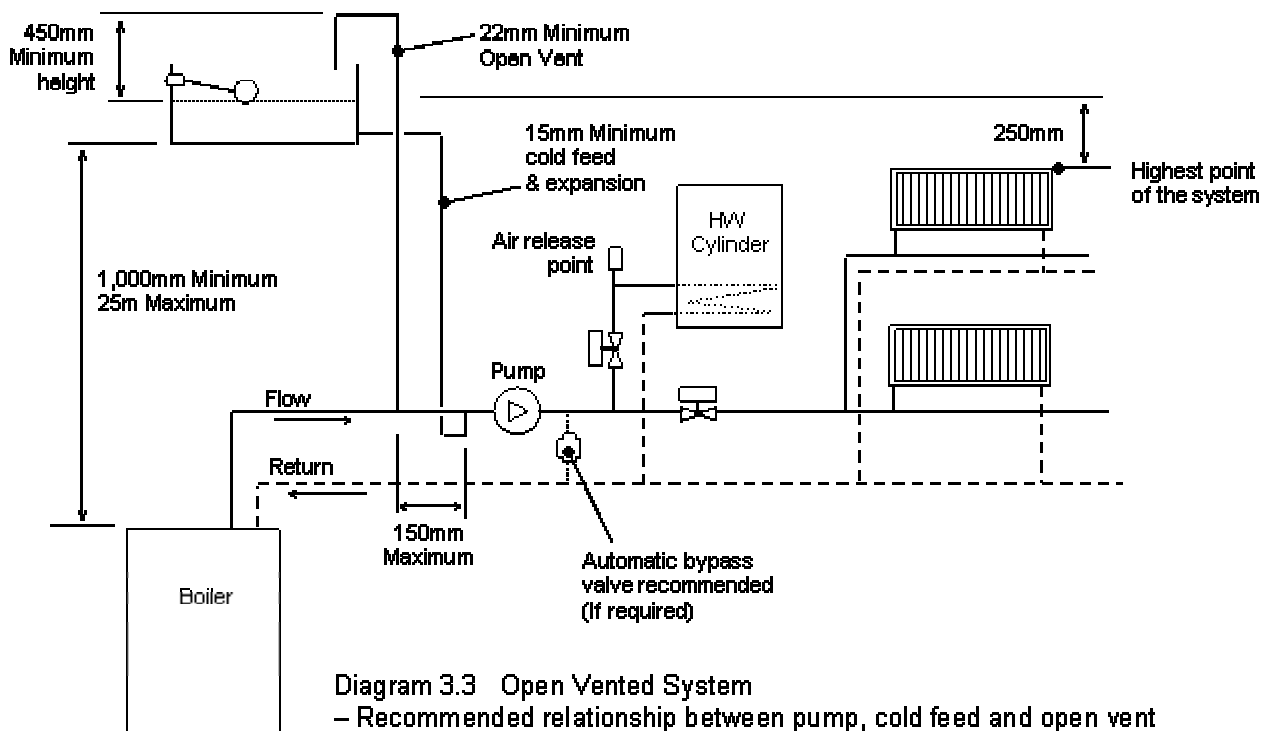 450mm
Minimum
height
22mm Minimum
Open Vent
15mm Minimum
cold feed
& expansion
250mm
Highest point
of the system
HW
Cylinder
Air release
point
1,000mm Minimum
25m Maximum
Pump
Flow
Return
150mm
Maximum
Automatic bypass
valve recommended
(If required)
Boiler
Diagram 3.3 Open Vented System
– Recommended relationship between pump, cold feed and open vent